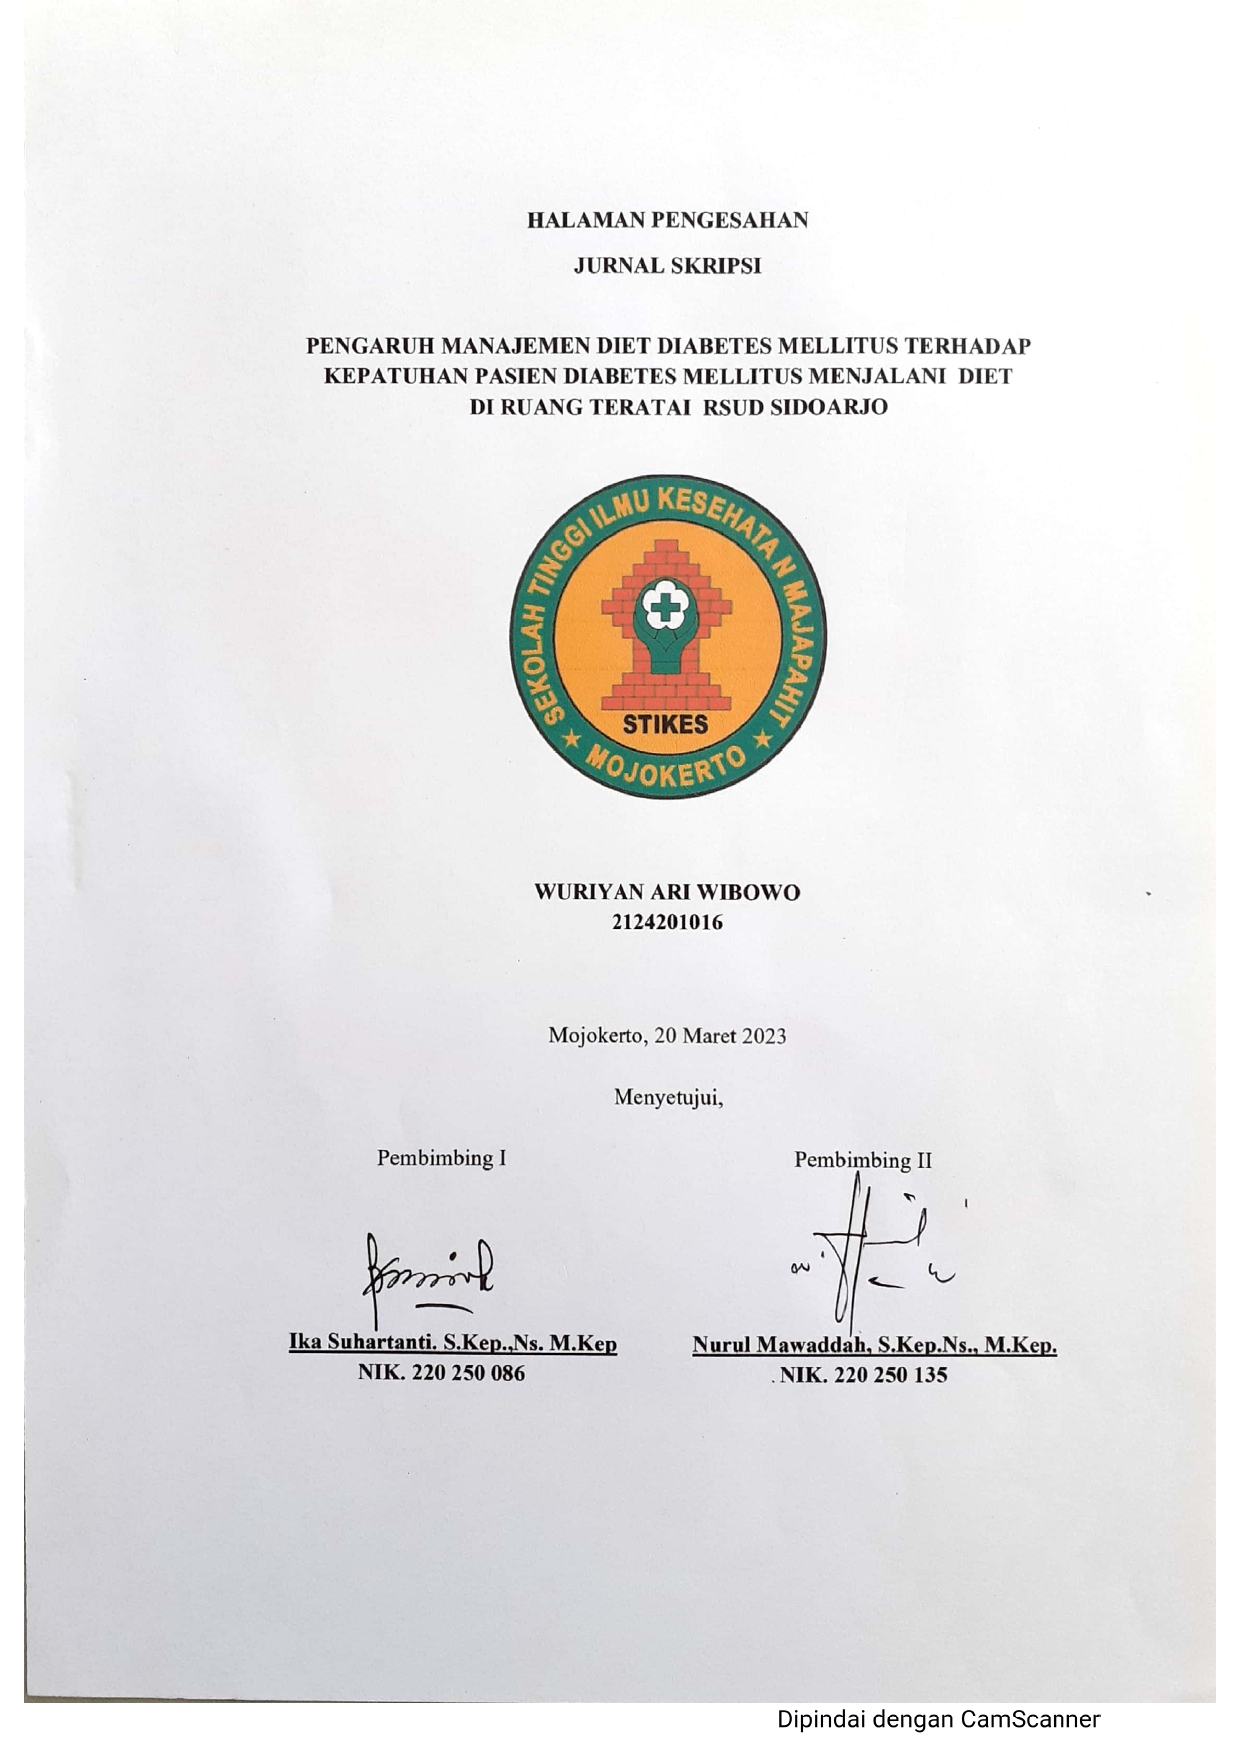 HALAMAN PENGESAHAN
JURNAL SKRIPSI
PENGARUH MANAJEMEN DIET DIABETES MELLITUS TERHADAP
KEPATUHAN PASIEN DIABETES MELLITUS MENJALANI DIET
DI RUANG TERATAI RSUD SIDOARJO
SEKOLAH TINGGI ILMU KESEHATA N MAJAPAHIT
STIKES
★ MOJOKERTO ★
WURIYAN ARI WIBOWO
2124201016
Mojokerto, 20 Maret 2023
Menyetujui,
Pembimbing I
Pembimbing II
Ika Suhartanti. S.Kep.,Ns. M.Kep
Nurul Mawaddah, S.Kep.Ns., M.Kep.
NIK. 220 250 086
. NIK. 220 250 135
Dipindai dengan CamScanner